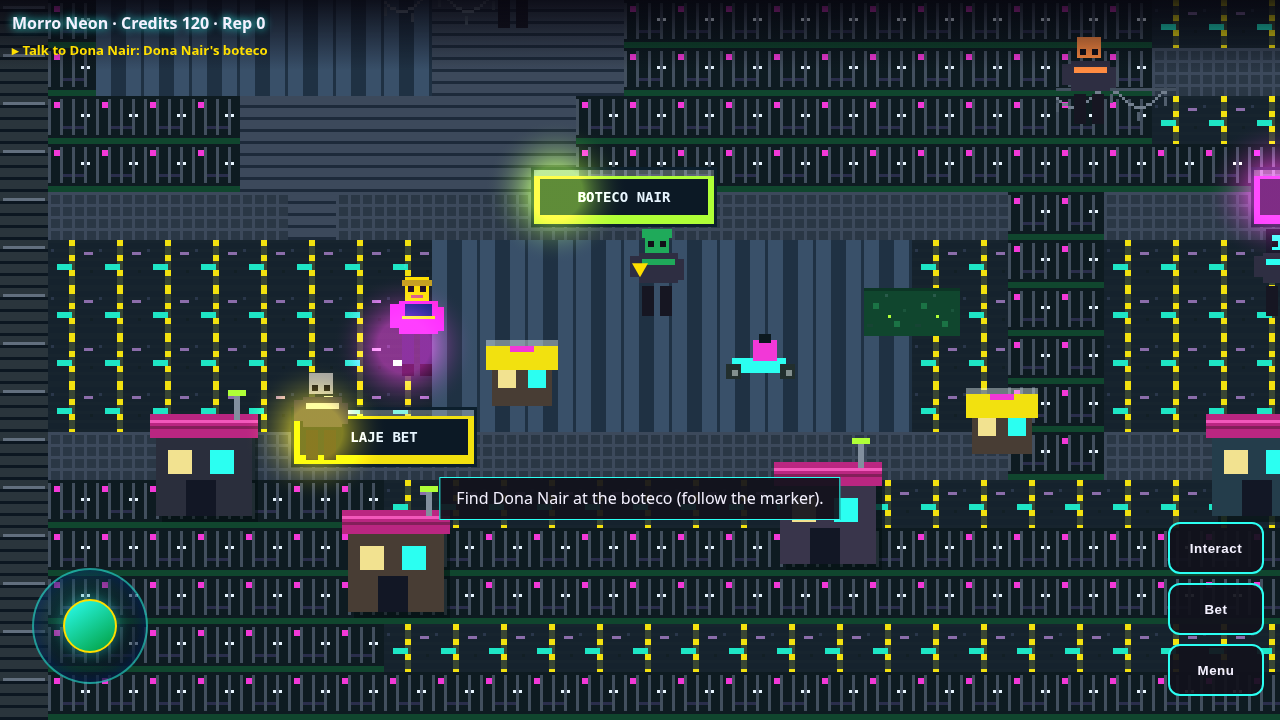 Morro Neon · Credits 120 · Rep 0
▸ Talk to Dona Nair: Dona Nair's boteco
BOTECO NAIR
LAJE BET
Find Dona Nair at the boteco (follow the marker).
Interact
Bet
Menu